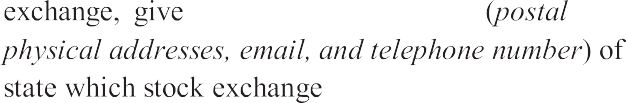 exchange, give (postal
physical addresses, email, and telephone number) of
state which stock exchange